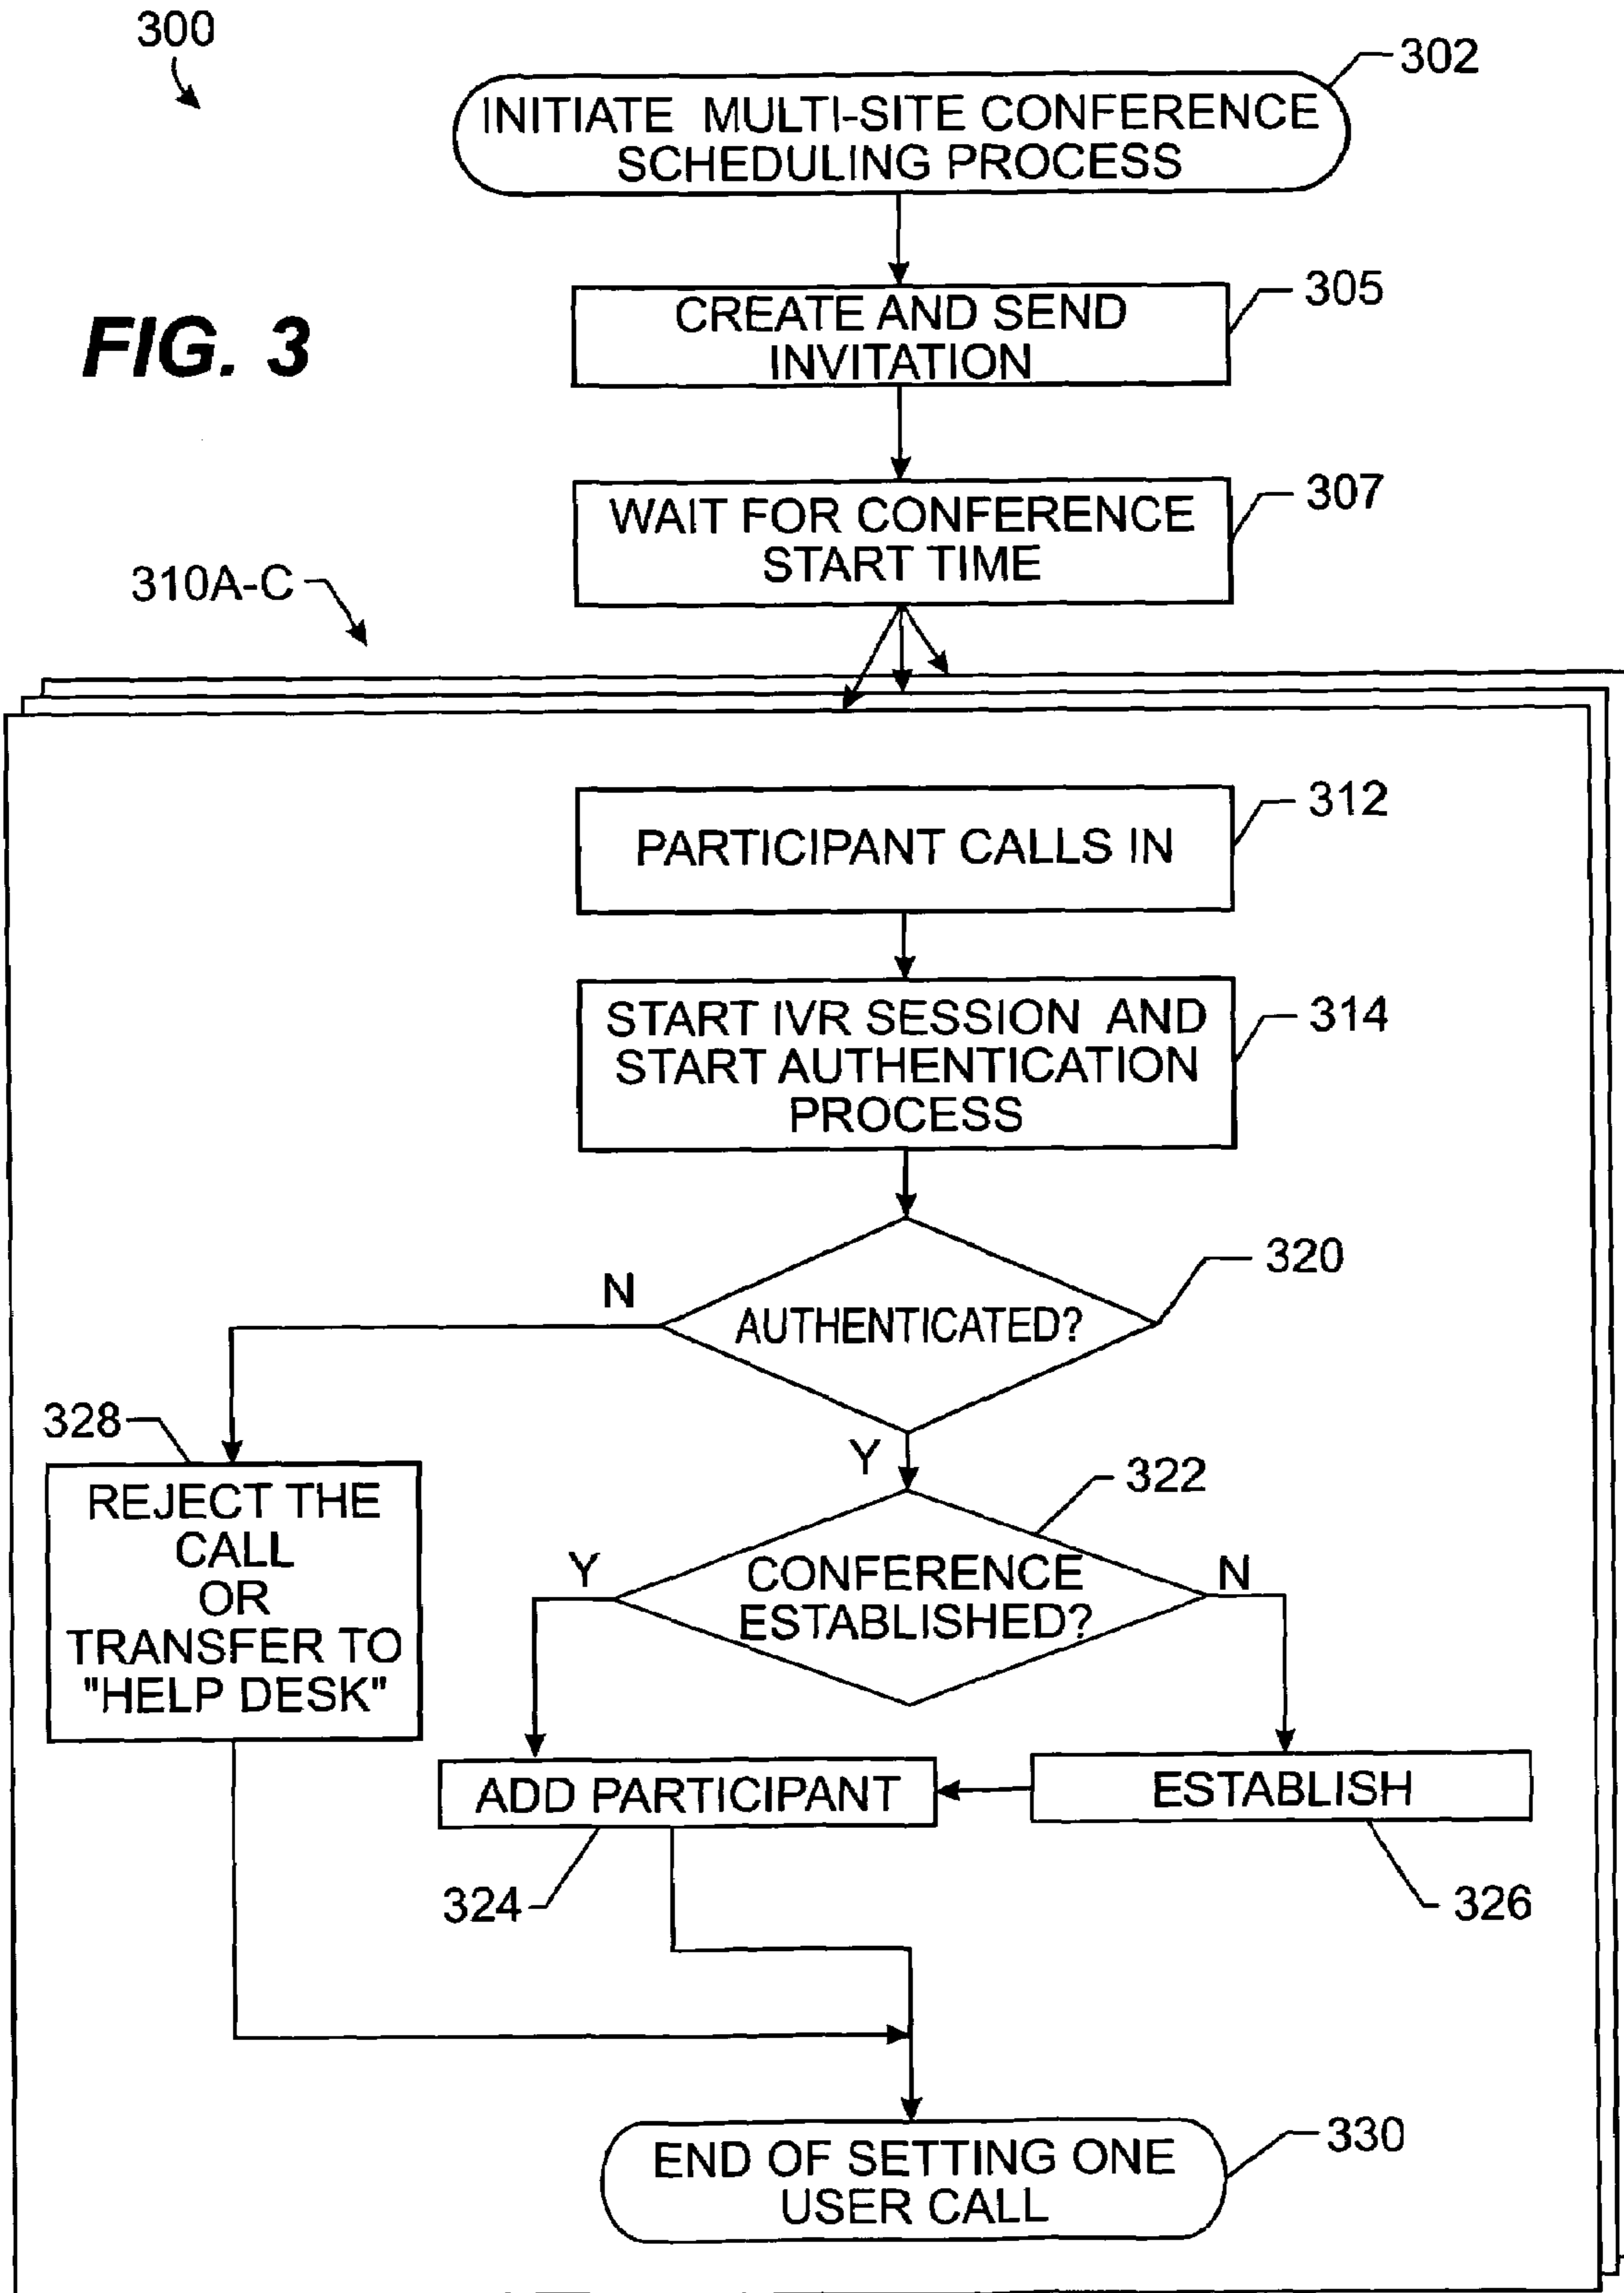 300
302
INITIATE MULTI-SITE CONFERENCE
SCHEDULING PROCESS
FIG. 3
305
CREATE AND SEND
INVITATION
307
WAIT FOR CONFERENCE
START TIME
310A-C
312
PARTICIPANT CALLS IN
314
START IVR SESSION AND
START AUTHENTICATION
PROCESS
320
N
AUTHENTICATED?
328
Y
322
REJECT THE
CALL
OR
TRANSFER TO
"HELP DESK"
Y
CONFERENCE
ESTABLISHED?
N
ADD PARTICIPANT
ESTABLISH
324
326
330
END OF SETTING ONE
USER CALL